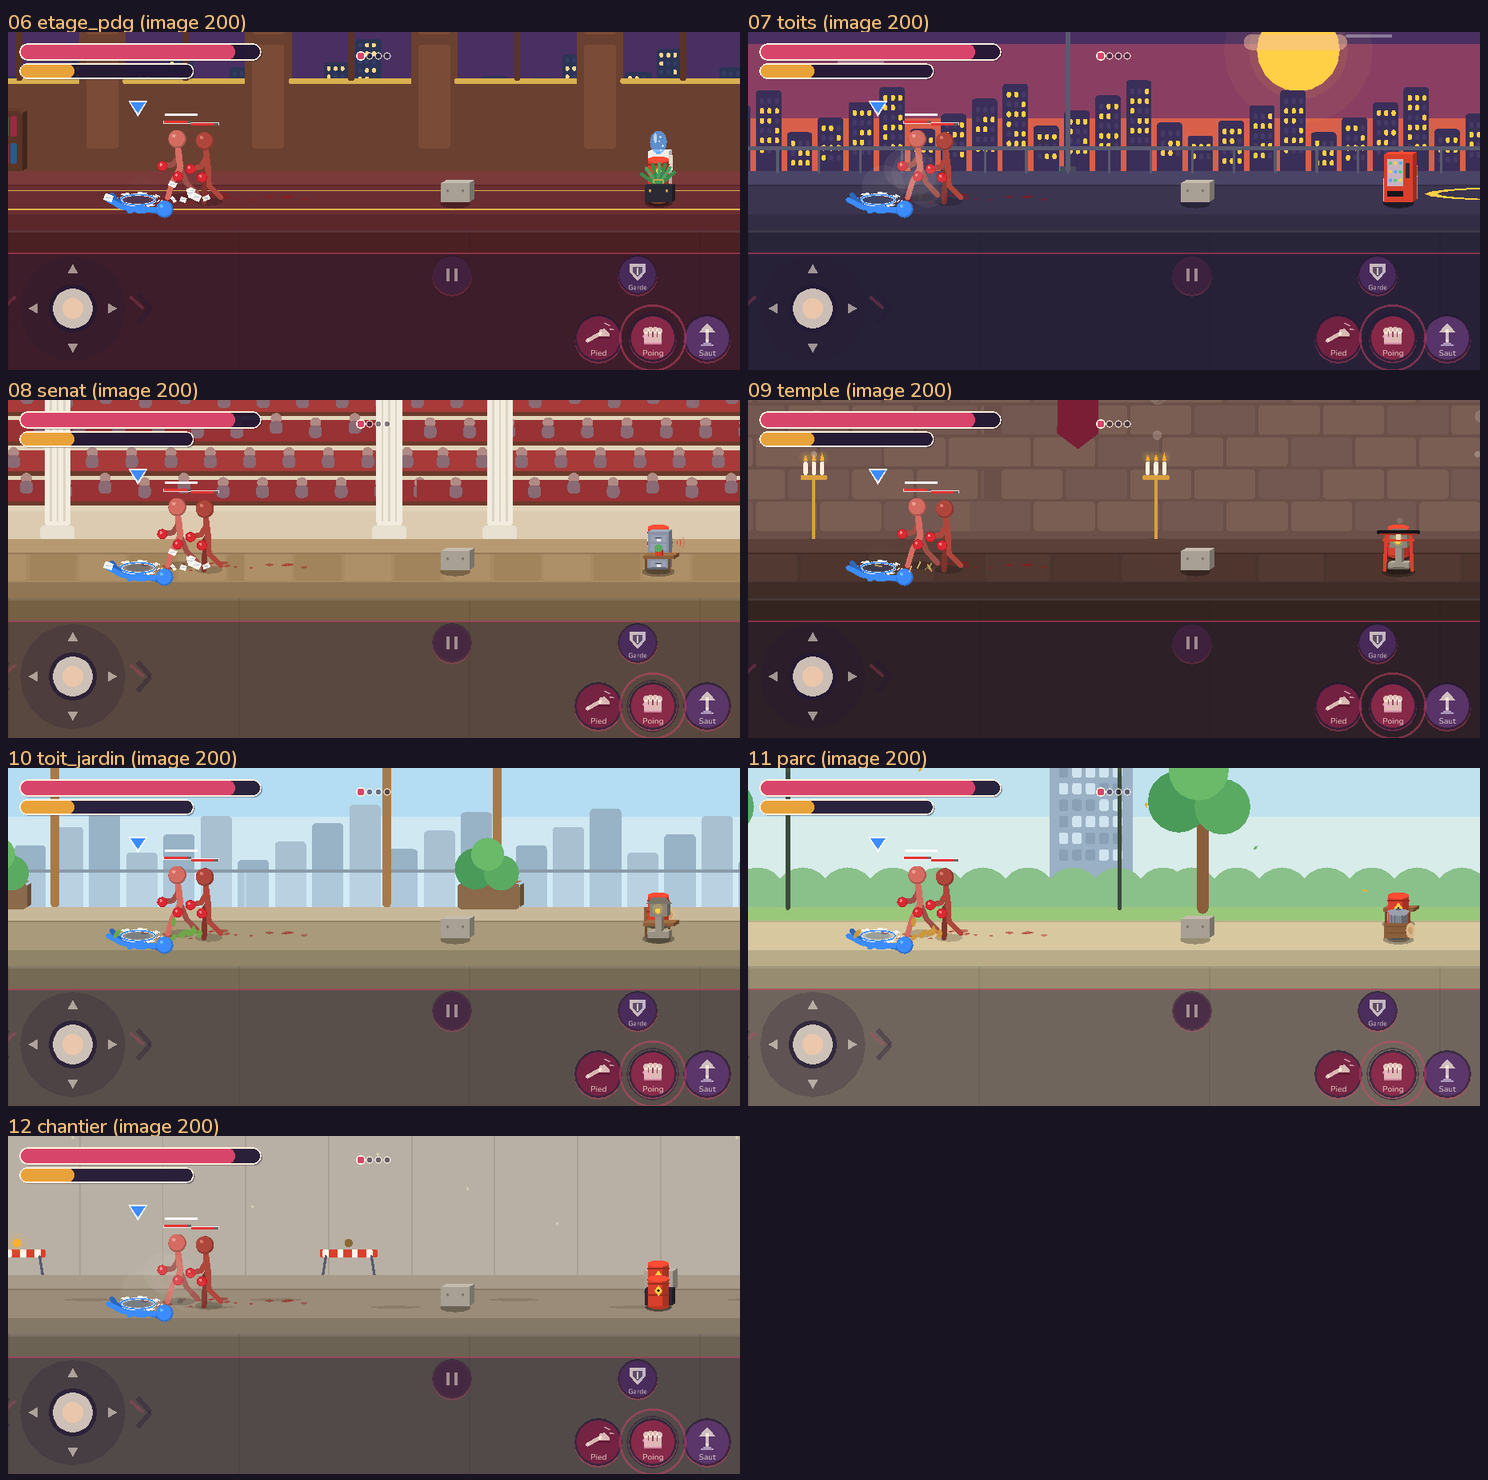 06 etage_pdg (image 200)
07 toits (image 200)
Garde
Garde
Pied
Poing
Saut
Pied
Poing
Saut
08 senat (image 200)
09 temple (image 200)
Garde
Garde
Pied
Poing
Saut
Pied
Poing
Saut
10 toit_jardin (image 200)
11 parc (image 200)
Garde
Garde
Pied
Poing
Saut
Pied
Poing
Saut
12 chantier (image 200)
Garde
Pied
Poing
Saut